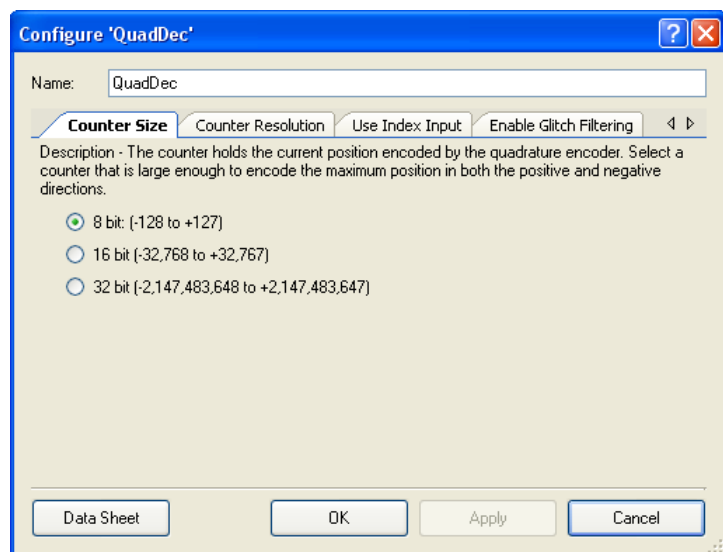 Configure 'QuadDec'
Name: QuadDec
Counter Size Counter Resolution Use Index Input Enable Glitch Filtering
Description - The counter holds the current position encoded by the quadrature encoder. Select a
counter that is large enough to encode the maximum position in both the positive and negative
directions.
8 bit: (-128 to +127)
16 bit (-32,768 to +32,767)
32 bit (-2,147,483,648 to +2,147,483,647)
Data Sheet OK Apply Cancel